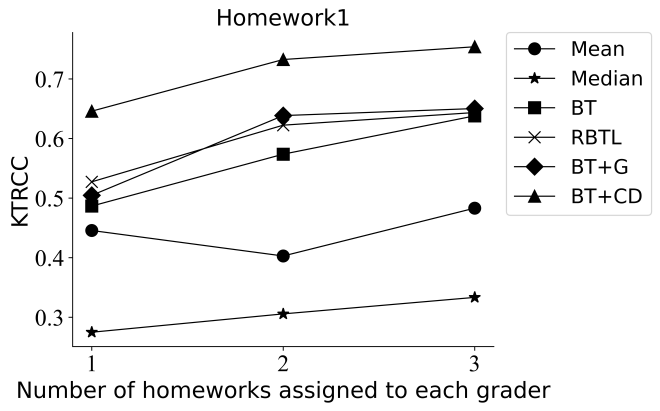 Homework1
KTRCC
0.7
0.6
0.5
0.4
0.3
1 2 3
Number of homeworks assigned to each grader
Mean
Median
BT
RBTL
BT+G
BT+CD